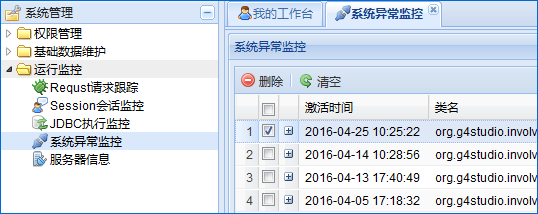 系统管理
权限管理
基础数据维护
运行监控
Requst请求跟踪
Session会话监控
JDBC执行监控
系统异常监控
服务器信息
我的工作台 系统异常监控
系统异常监控
删除 清空
激活时间 类名
1 2016-04-25 10:25:22 org.g4studio.involv
2 2016-04-14 10:28:56 org.g4studio.involv
3 2016-04-13 17:40:49 org.g4studio.involv
4 2016-04-05 17:18:32 org.g4studio.involv